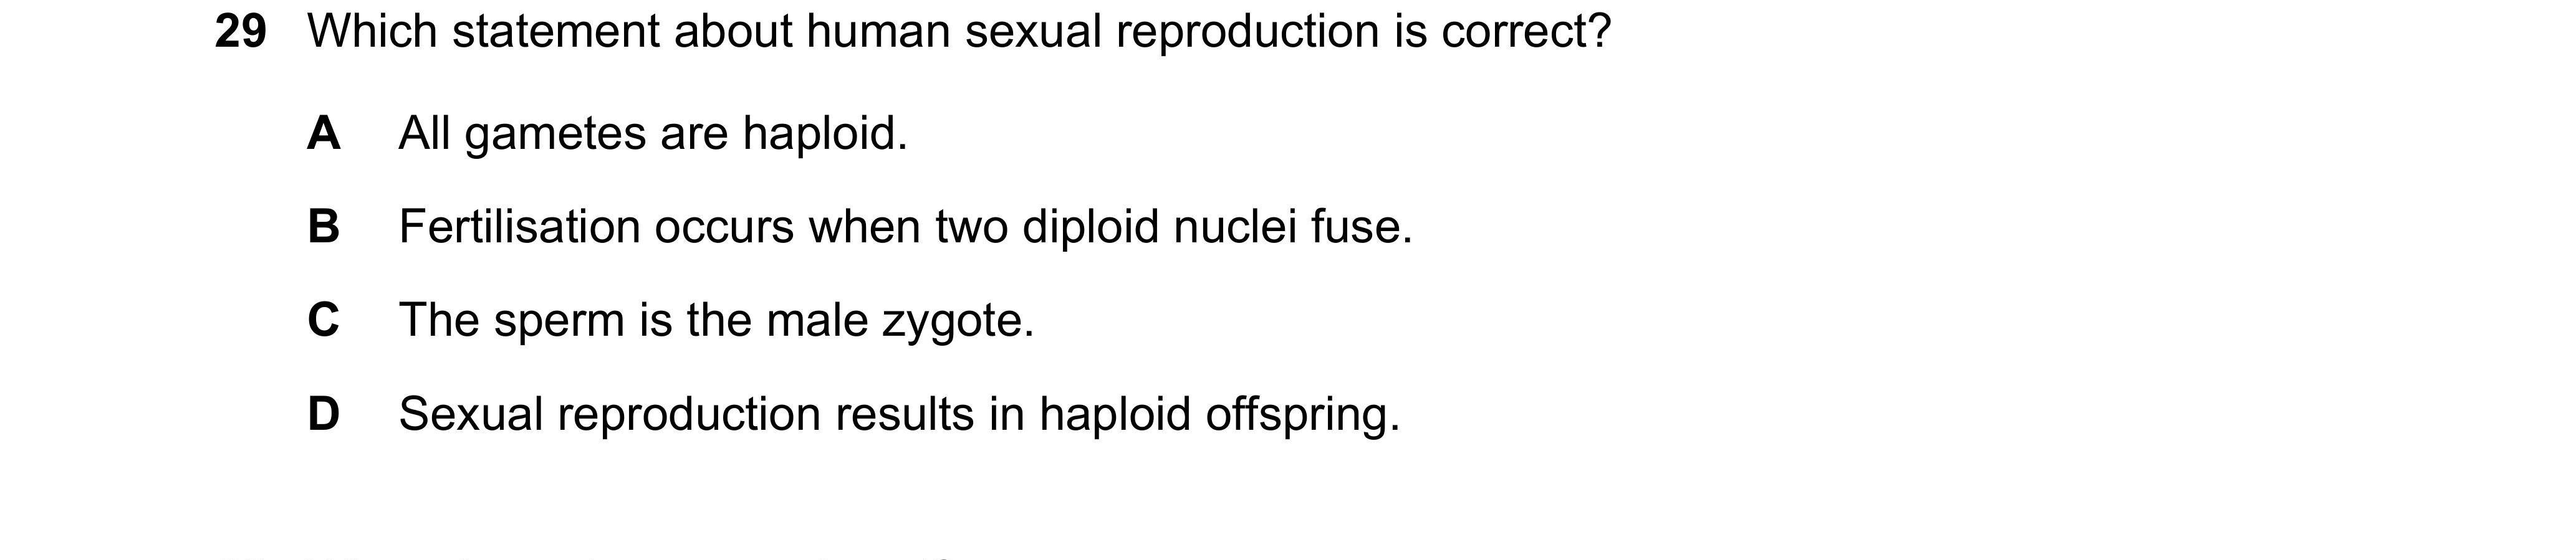 29 Which statement about human sexual reproduction is correct?
A All gametes are haploid.
B Fertilisation occurs when two diploid nuclei fuse.
C The sperm is the male zygote.
D Sexual reproduction results in haploid offspring.